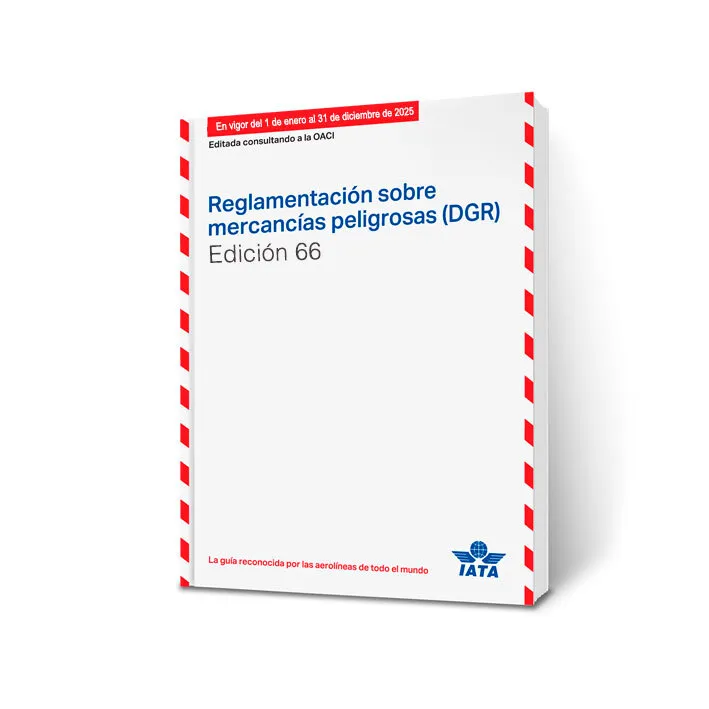 En vigor del 1 de enero al 31 de diciembre de 2025
Editada consultando a la OACI
Reglamentación sobre
mercancías peligrosas (DGR)
Edición 66
La guía reconocida por las aerolíneas de todo el mundo
IATA